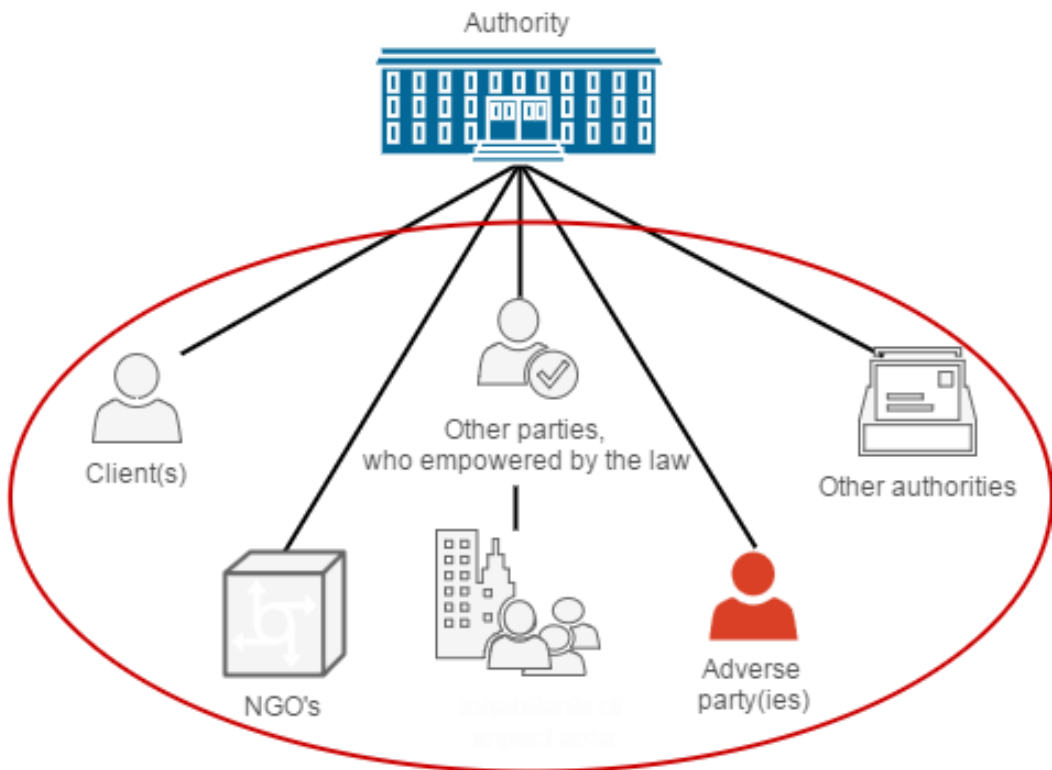 Authority
Other parties,
who empowered by the law
Client(s)
Other authorities
NGO's
Adverse
party(ies)